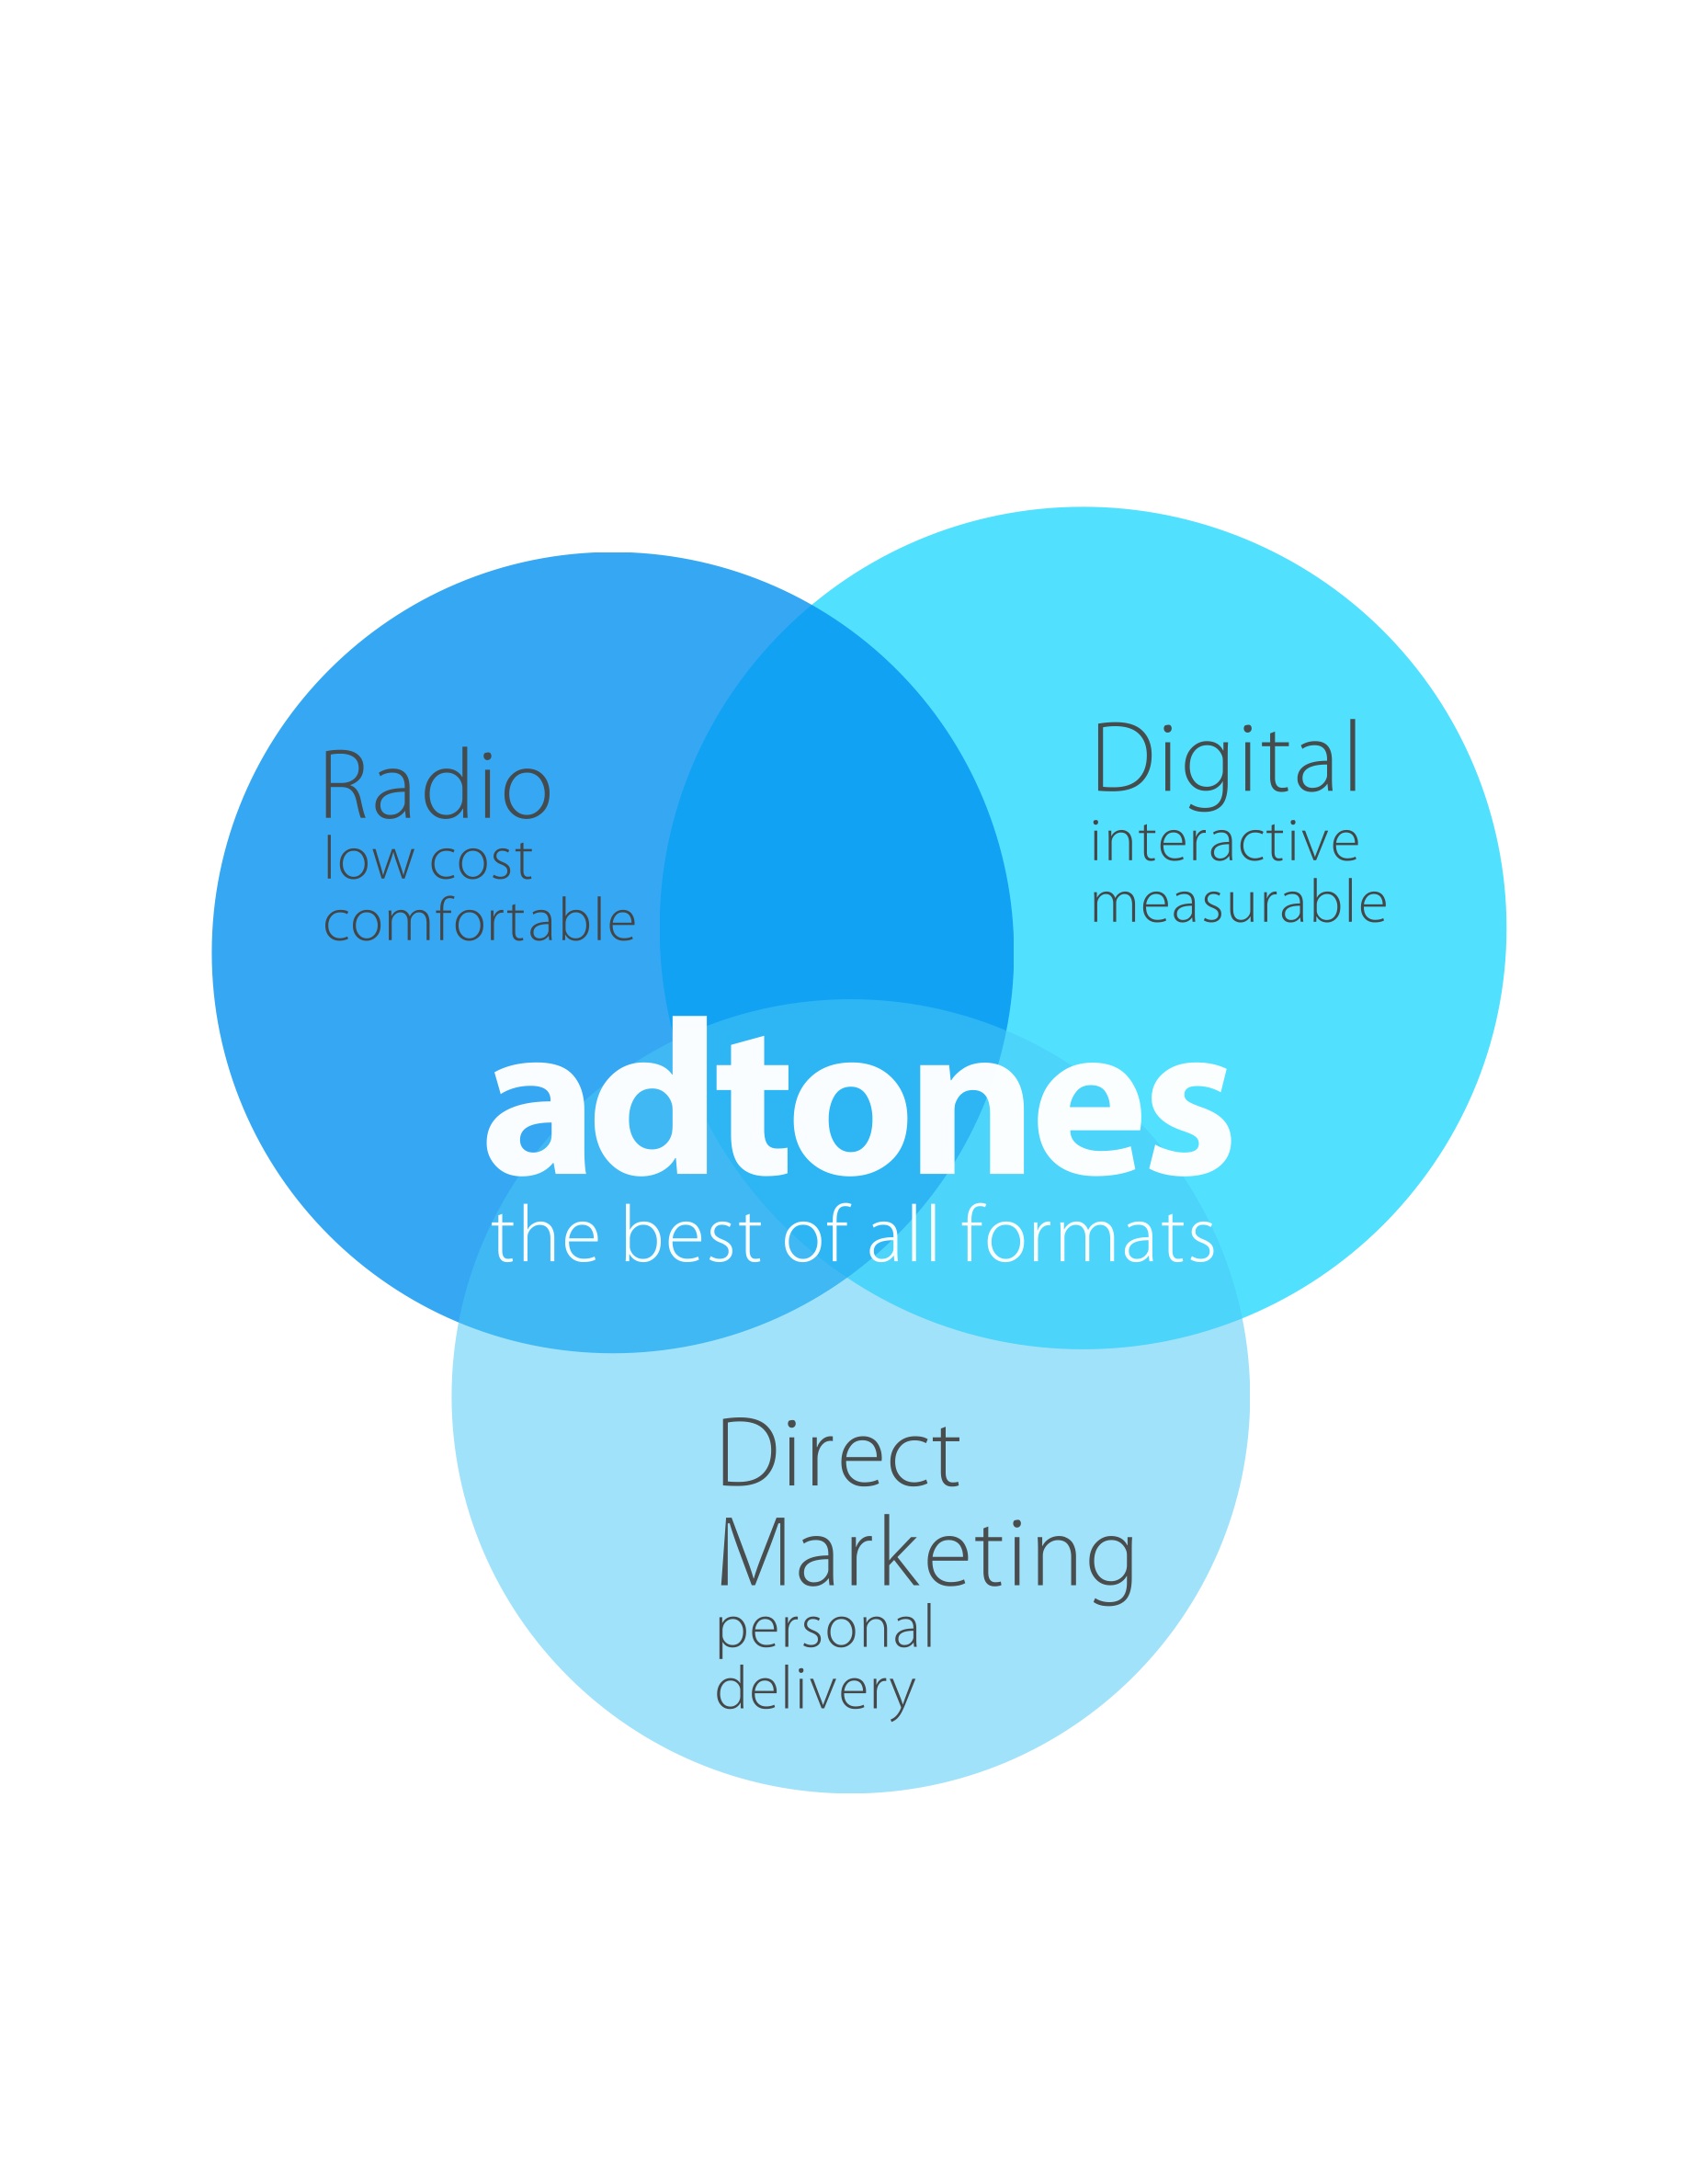 Radio
low cost
comfortable
Digital
interactive
measurable
adtones
the best of all formats
Direct
Marketing
personal
delivery